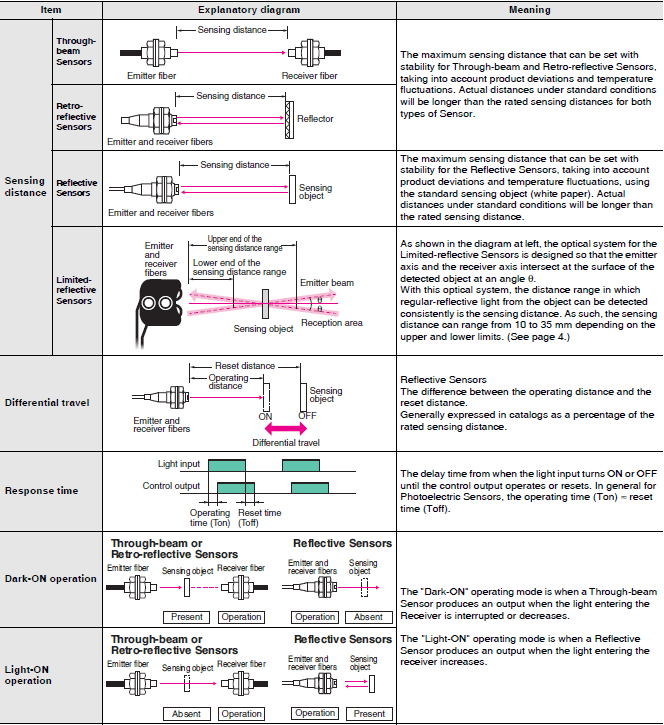 Item
Explanatory diagram
Meaning
Sensing
distance
Through-
beam
Sensors
Sensing distance
Emitter fiber
Receiver fiber
The maximum sensing distance that can be set with
stability for Through-beam and Retro-reflective Sensors,
taking into account product deviations and temperature
fluctuations. Actual distances under standard conditions
will be longer than the rated sensing distances for both
types of Sensor.
Retro-
reflective
Sensors
Sensing distance
Reflector
Emitter and receiver fibers
Reflective
Sensors
Sensing distance
Sensing
object
Emitter and receiver fibers
The maximum sensing distance that can be set with
stability for the Reflective Sensors, taking into account
product deviations and temperature fluctuations, using
the standard sensing object (white paper). Actual
distances under standard conditions will be longer than
the rated sensing distance.
Limited-
reflective
Sensors
Emitter
and
receiver
fibers
Upper end of the
sensing distance range
Lower end of the
sensing distance range
Emitter beam
θ
θ
Sensing object
Reception area
As shown in the diagram at left, the optical system for the
Limited-reflective Sensors is designed so that the emitter
axis and the receiver axis intersect at the surface of the
detected object at an angle θ.
With this optical system, the distance range in which
regular-reflective light from the object can be detected
consistently is the sensing distance. As such, the sensing
distance can range from 10 to 35 mm depending on the
upper and lower limits. (See page 4.)
Differential travel
Reset distance
Operating
distance
Sensing
object
ON
OFF
Emitter and
receiver fibers
Differential travel
Reflective Sensors
The difference between the operating distance and the
reset distance.
Generally expressed in catalogs as a percentage of the
rated sensing distance.
Response time
Light input
Control output
Operating
time (Ton)
Reset time
(Toff)
The delay time from when the light input turns ON or OFF
until the control output operates or resets. In general for
Photoelectric Sensors, the operating time (Ton) ≈ reset
time (Toff).
Dark-ON operation
Through-beam or
Retro-reflective Sensors
Reflective Sensors
Emitter fiber
Sensing object
Receiver fiber
Emitter and
receiver fibers
Sensing
object
Present
Operation
Operation
Absent
The "Dark-ON" operating mode is when a Through-beam
Sensor produces an output when the light entering the
Receiver is interrupted or decreases.
The "Light-ON" operating mode is when a Reflective
Sensor produces an output when the light entering the
receiver increases.
Light-ON
operation
Through-beam or
Retro-reflective Sensors
Reflective Sensors
Emitter fiber
Sensing object
Receiver fiber
Emitter and
receiver fibers
Sensing
object
Absent
Operation
Operation
Present